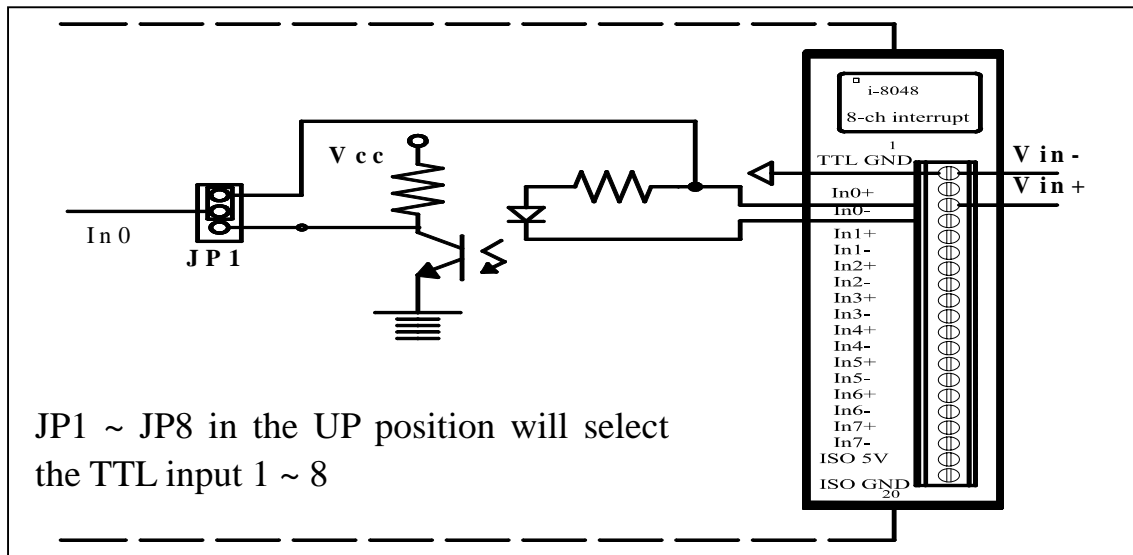 i-8048
8-ch interrupt
1
TTL GND
V in-
V in+
V cc
In0+
In0-
In0
JP1
In1+
In1-
In2+
In2-
In3+
In3-
In4+
In4-
In5+
In5-
In6+
In6-
In7+
In7-
ISO 5V
ISO GND
20
JP1 ~ JP8 in the UP position will select
the TTL input 1 ~ 8